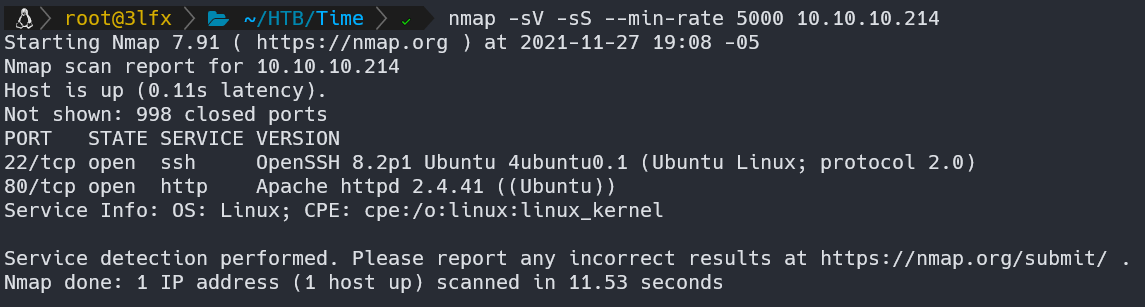 root@3lfx ~/HTB/Time ✓ nmap -sV -sS --min-rate 5000 10.10.10.214
Starting Nmap 7.91 ( https://nmap.org ) at 2021-11-27 19:08 -05
Nmap scan report for 10.10.10.214
Host is up (0.11s latency).
Not shown: 998 closed ports
PORT   STATE SERVICE VERSION
22/tcp open  ssh     OpenSSH 8.2p1 Ubuntu 4ubuntu0.1 (Ubuntu Linux; protocol 2.0)
80/tcp open  http    Apache httpd 2.4.41 ((Ubuntu))
Service Info: OS: Linux; CPE: cpe:/o:linux:linux_kernel
Service detection performed. Please report any incorrect results at https://nmap.org/submit/ .
Nmap done: 1 IP address (1 host up) scanned in 11.53 seconds